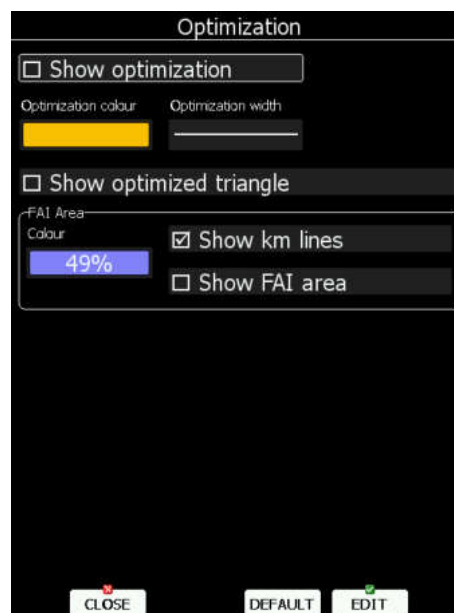 Optimization
Show optimization
Optimization colour Optimization width
Show optimized triangle
FAI Area
Colour
Show km lines
49%
Show FAI area
CLOSE DEFAULT EDIT